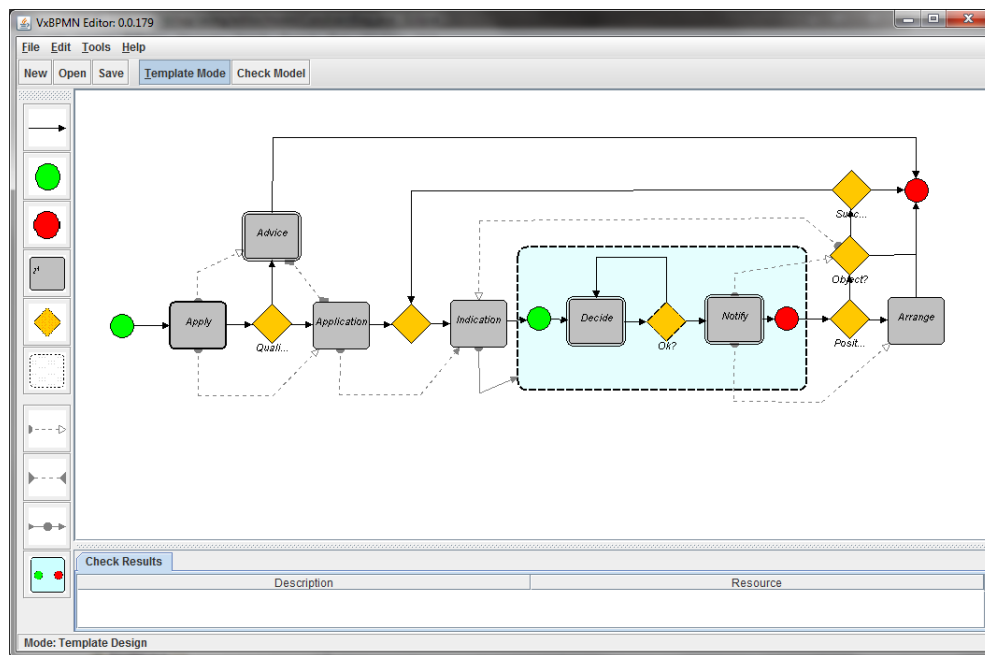 VxBPMN Editor: 0.0.179
File Edit Tools Help
New Open Save Template Mode Check Model
Succ...
Advice
Object?
Apply
Application
Indication
Decide
Notify
Arrange
Quali...
Ok?
Posit...
Check Results
Description Resource
Mode: Template Design